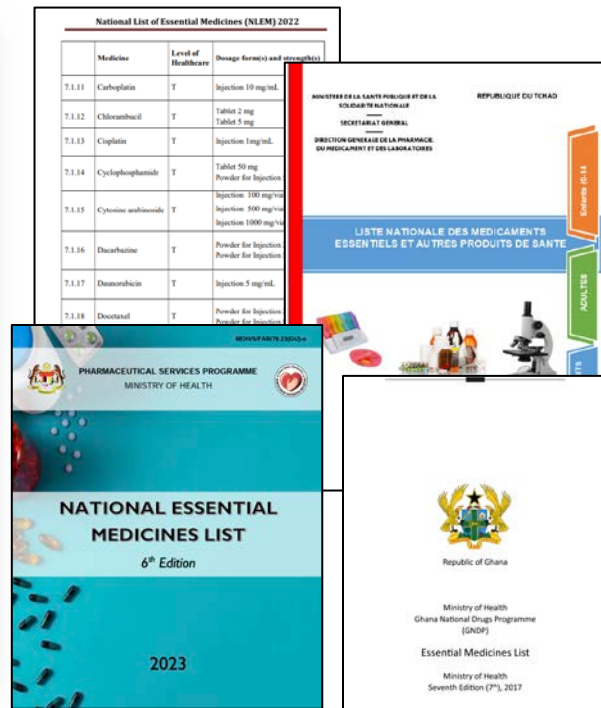 National List of Essential Medicines (NLEM) 2022
Medicine Level of Healthcare Dosage form(s) and strength(s)
7.1.11 Carboplatin T Injection 10 mg/mL
7.1.12 Chlorambucil T Tablet 2 mg
Tablet 5 mg
7.1.13 Cisplatin T Injection 1mg/mL
7.1.14 Cyclophosphamide T Tablet 50 mg
Powder for Injection
7.1.15 Cytosine arabinoside T Injection 100 mg/via
Injection 500 mg/via
Injection 1000 mg/via
7.1.16 Dacarbazine T Powder for Injection
Powder for Injection
7.1.17 Daunorubicin T Injection 5 mg/mL
7.1.18 Docetaxel T Powder for Injection
Powder for Injection
MINISTERE DE LA SANTE PUBLIQUE ET DE LA
SOLIDARITE NATIONALE
SECRETARIAT GENERAL
DIRECTION GENERALE DE LA PHARMACIE,
DU MEDICAMENT ET DES LABORATOIRES
REPUBLIQUE DU TCHAD
LISTE NATIONALE DES MEDICAMENTS
ESSENTIELS ET AUTRES PRODUITS DE SANTE
Enfants (0-14
ADULTES
NTS
PHARMACEUTICAL SERVICES PROGRAMME
MINISTRY OF HEALTH
NATIONAL ESSENTIAL
MEDICINES LIST
6th Edition
2023
Republic of Ghana
Ministry of Health
Ghana National Drugs Programme
(GNDP)
Essential Medicines List
Ministry of Health
Seventh Edition (7th), 2017